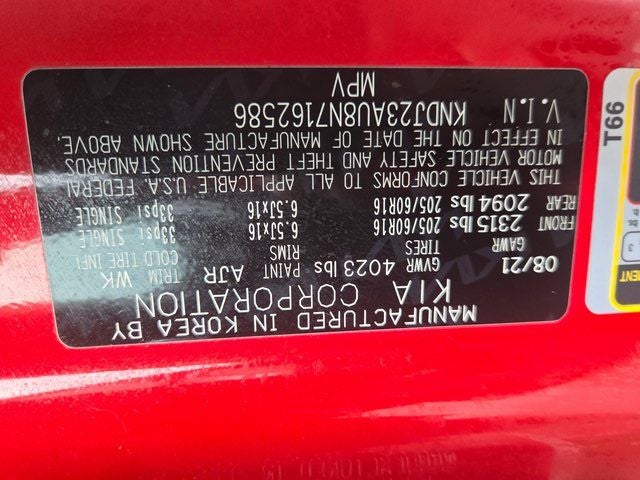 MANUFACTURED IN KOREA BY
KIA CORPORATION
08/21 GVWR 4023 lbs PAINT AJR TRIM WK
GAWR TIRES RIMS COLD TIRE INFL
FRONT 2315 lbs 205/60R16 6.5Jx16 33psi SINGLE
REAR 2094 lbs 205/60R16 6.5Jx16 33psi SINGLE
THIS VEHICLE CONFORMS TO ALL APPLICABLE U.S.A. FEDERAL
MOTOR VEHICLE SAFETY AND THEFT PREVENTION STANDARDS
IN EFFECT ON THE DATE OF MANUFACTURE SHOWN ABOVE.
V.I.N KNDJ23AU8N7162586
MPV
T66
3